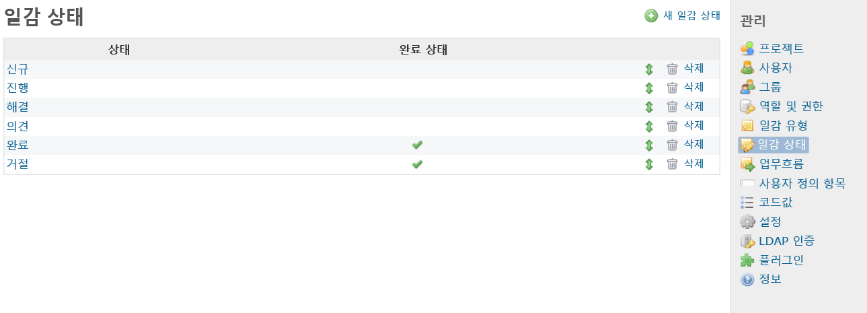 일감 상태
새 일감 상태
상태 완료 상태
신규 삭제
진행 삭제
해결 삭제
의견 삭제
완료 삭제
거절 삭제
관리
프로젝트
사용자
그룹
역할 및 권한
일감 유형
일감 상태
업무흐름
사용자 정의 항목
코드값
설정
LDAP 인증
플러그인
정보